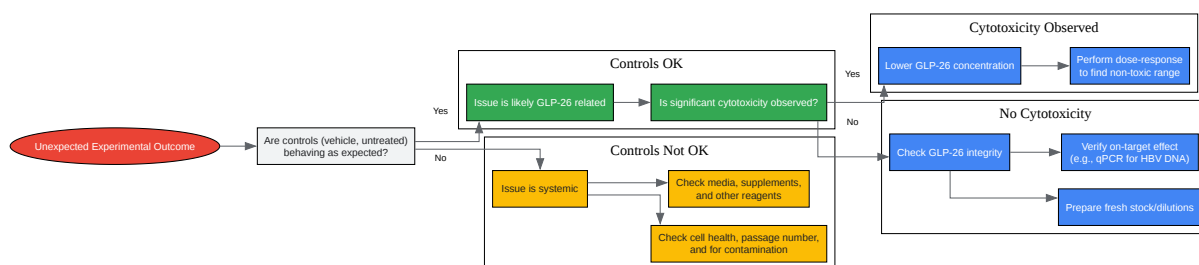 Unexpected Experimental Outcome
Are controls (vehicle, untreated)
behaving as expected?
Yes
No
Controls OK
Issue is likely GLP-26 related
Is significant cytotoxicity observed?
Yes
No
Controls Not OK
Issue is systemic
Check media, supplements,
and other reagents
Check cell health, passage number,
and for contamination
Cytotoxicity Observed
Lower GLP-26 concentration
Perform dose-response
to find non-toxic range
No Cytotoxicity
Check GLP-26 integrity
Verify on-target effect
(e.g., qPCR for HBV DNA)
Prepare fresh stock/dilutions